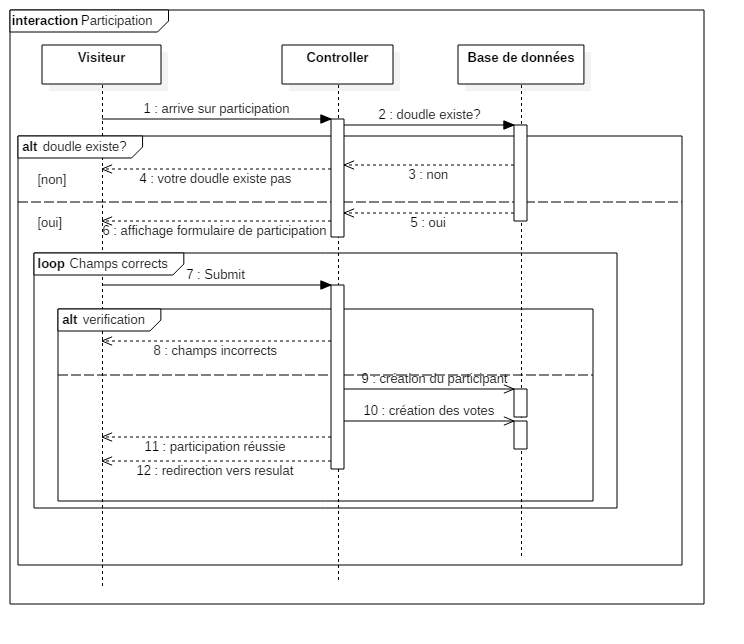 interaction Participation
Visiteur
Controller
Base de données
1 : arrive sur participation
2 : doudle existe?
alt doudle existe?
3 : non
[non]
4 : votre doudle existe pas
[oui]
5 : oui
6 : affichage formulaire de participation
loop Champs corrects
7 : Submit
alt verification
8 : champs incorrects
9 : création du participant
10 : création des votes
11 : participation réussie
12 : redirection vers resulat